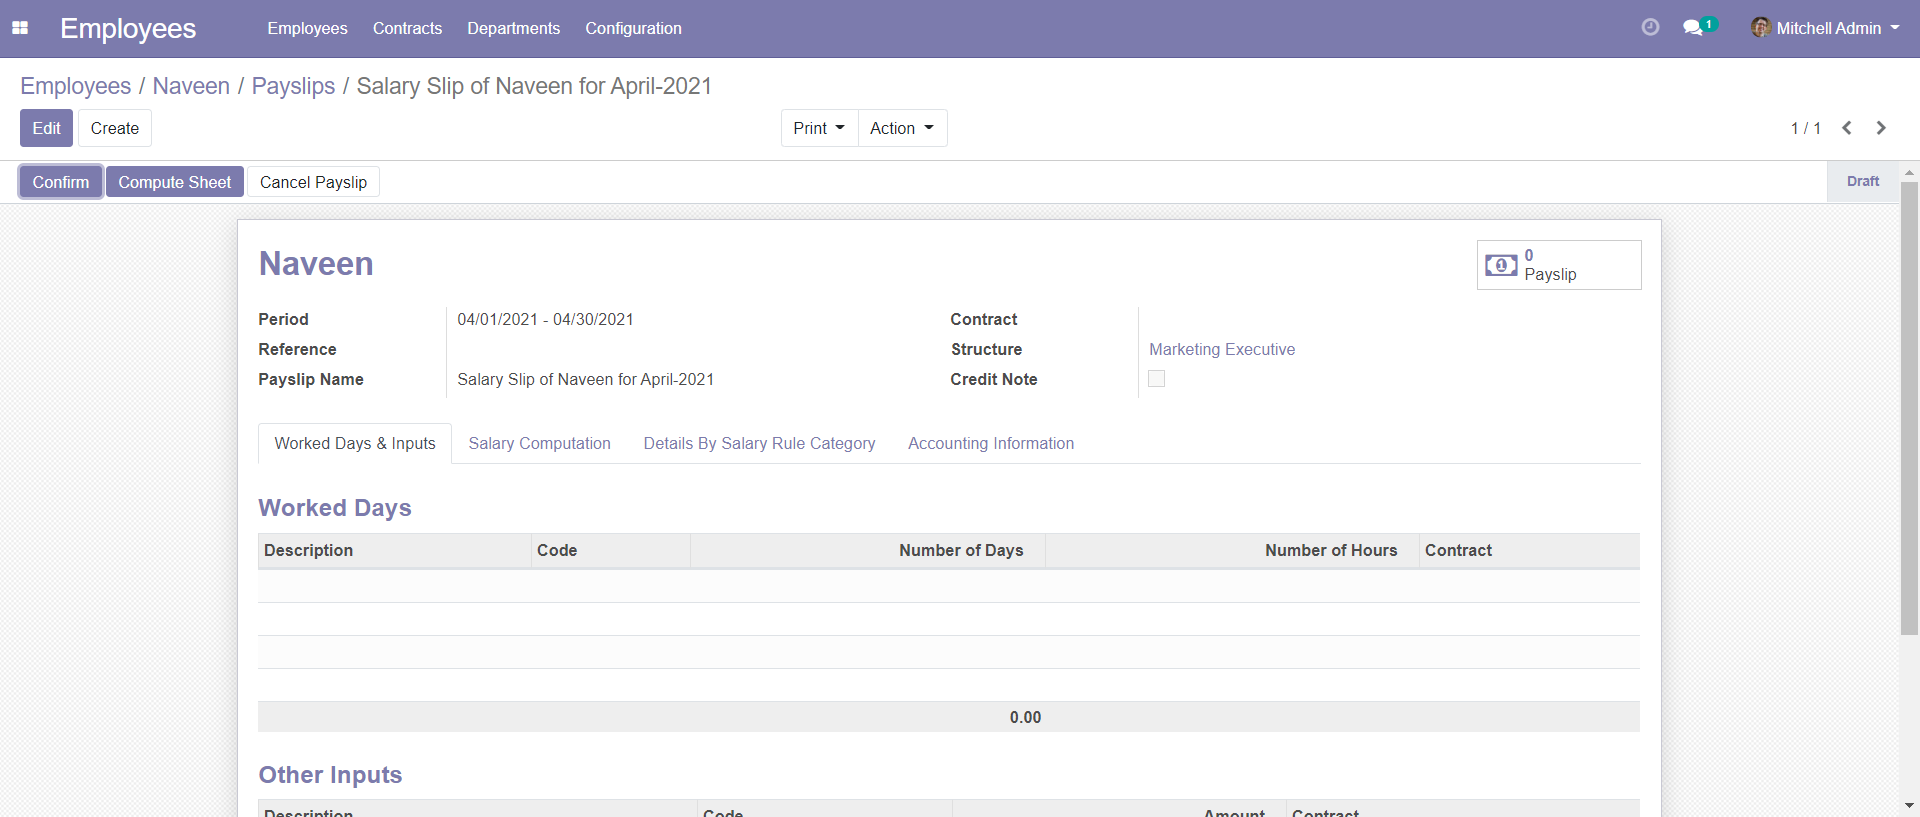 Employees Employees Contracts Departments Configuration 1 Mitchell Admin
Employees / Naveen / Payslips / Salary Slip of Naveen for April-2021
Edit Create Print Action 1 / 1
Confirm Compute Sheet Cancel Payslip Draft
Naveen
0
Payslip
Period 04/01/2021 - 04/30/2021 Contract
Reference Structure Marketing Executive
Payslip Name Salary Slip of Naveen for April-2021 Credit Note
Worked Days & Inputs Salary Computation Details By Salary Rule Category Accounting Information
Worked Days
Description Code Number of Days Number of Hours Contract
0.00
Other Inputs
Description Code Amount Contract